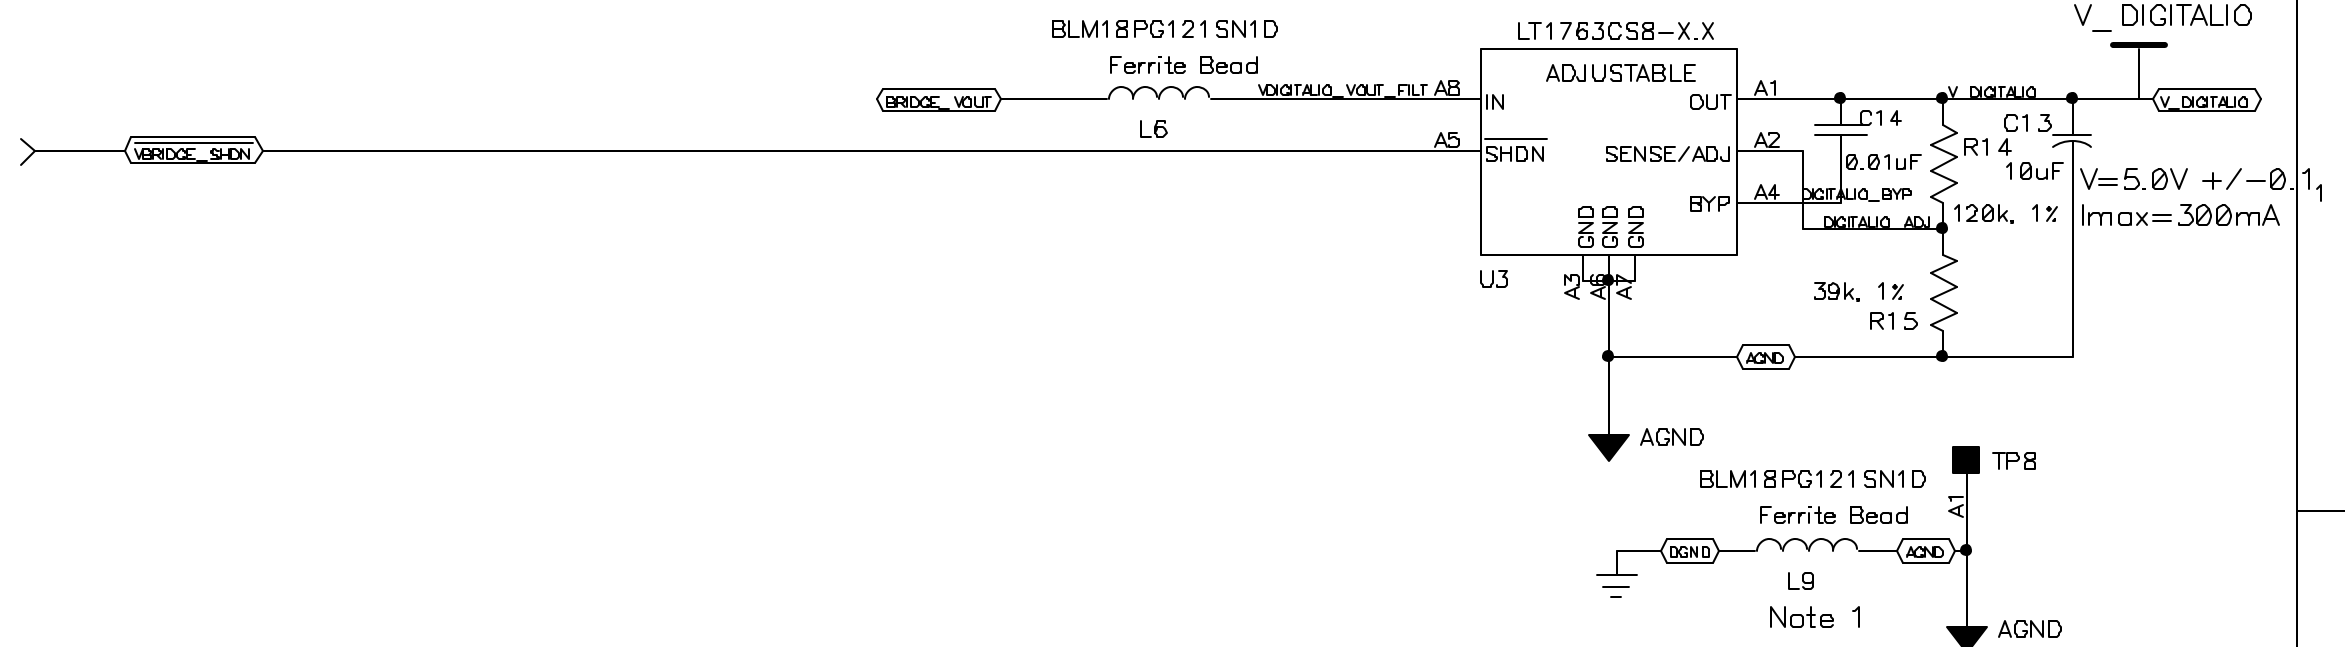 V_DIGITALIO
BLM18PG121SN1D
LT1763CS8-X.X
Ferrite Bead
ADJUSTABLE
BRIDGE_VOUT
VDIGITALIO_VOUT_FILT
A8
IN
OUT
A1
V_DIGITALIO
V_DIGITALIO
L6
C14
C13
VBRIDGE_SHDN
A5
SHDN
SENSE/ADJ
A2
R14
0.01uF
10uF
V=5.0V +/-0.1
1
BYP
A4
DIGITALIO_BYP
120k, 1%
Imax=300mA
GND
GND
GND
DIGITALIO_ADJ
U3
A3
A6
A7
39k, 1%
R15
AGND
AGND
TP8
BLM18PG121SN1D
A1
Ferrite Bead
DGND
AGND
L9
Note 1
AGND